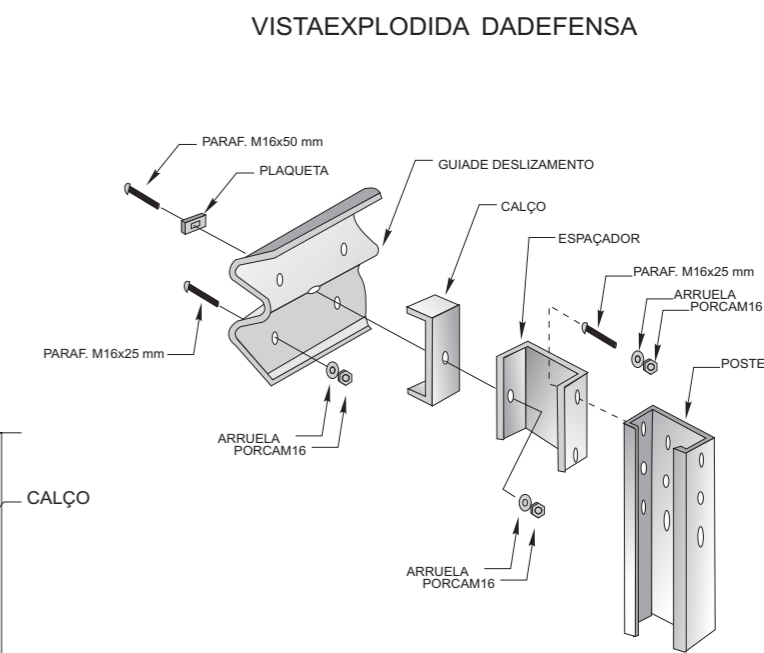 VISTAEXPLODIDA DADEFENSA
PARAF. M16x50 mm
PLAQUETA
GUIADE DESLIZAMENTO
CALÇO
ESPAÇADOR
PARAF. M16x25 mm
ARRUELA
PORCAM16
POSTE
PARAF. M16x25 mm
ARRUELA
PORCAM16
CALÇO
ARRUELA
PORCAM16